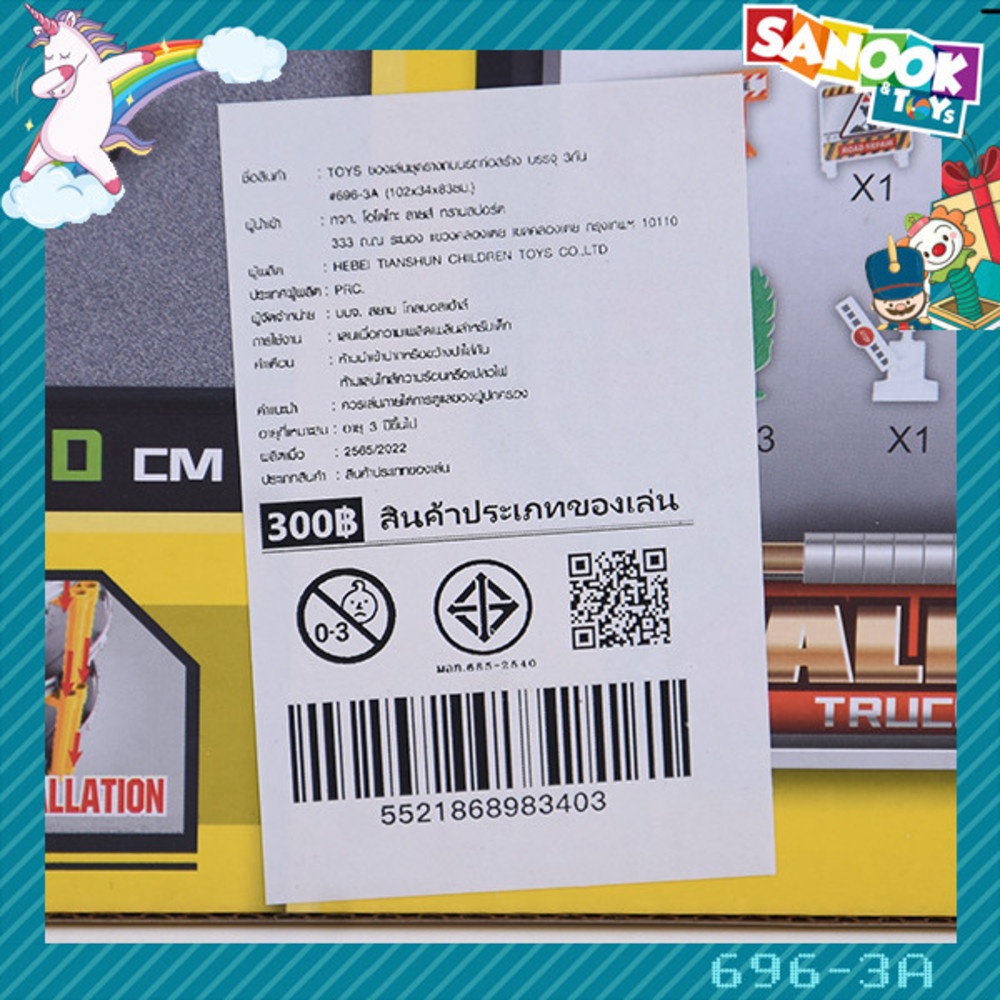 SANOOK
& TOYS
ROAD REPAIR
X1
ชื่อสินค้า : TOYS ของเล่นชุดรางถนนรถก่อสร้าง บรรจุ 3คัน
#696-3A (102x34x83ซม.)
ผู้นำเข้า : หจก. โอโตโกะ ลายส์ ทรานสปอร์ต
333 ถ.ณ ระนอง แขวงคลองเตย เขตคลองเตย กรุงเทพฯ 10110
ผู้ผลิต : HEBEI TIANSHUN CHILDREN TOYS CO.,LTD
ประเทศผู้ผลิต : PRC.
ผู้จัดจำหน่าย : บมจ. สยาม โกลบอลเฮ้าส์
การใช้งาน : เล่นเพื่อความเพลิดเพลินสำหรับเด็ก
คำเตือน : ห้ามนำเข้าปากหรือขว้างปาใส่กัน
ห้ามเล่นใกล้ความร้อนหรือเปลวไฟ
คำแนะนำ : ควรเล่นภายใต้การดูแลของผู้ปกครอง
อายุที่เหมาะสม : อายุ 3 ปีขึ้นไป
ผลิตเมื่อ : 2565/2022
ประเภทสินค้า : สินค้าประเภทของเล่น
3
X1
0 CM
300฿ สินค้าประเภทของเล่น
0-3
มอก.685-2540
5521868983403
ALLATION
AL
TRUC
696-3A